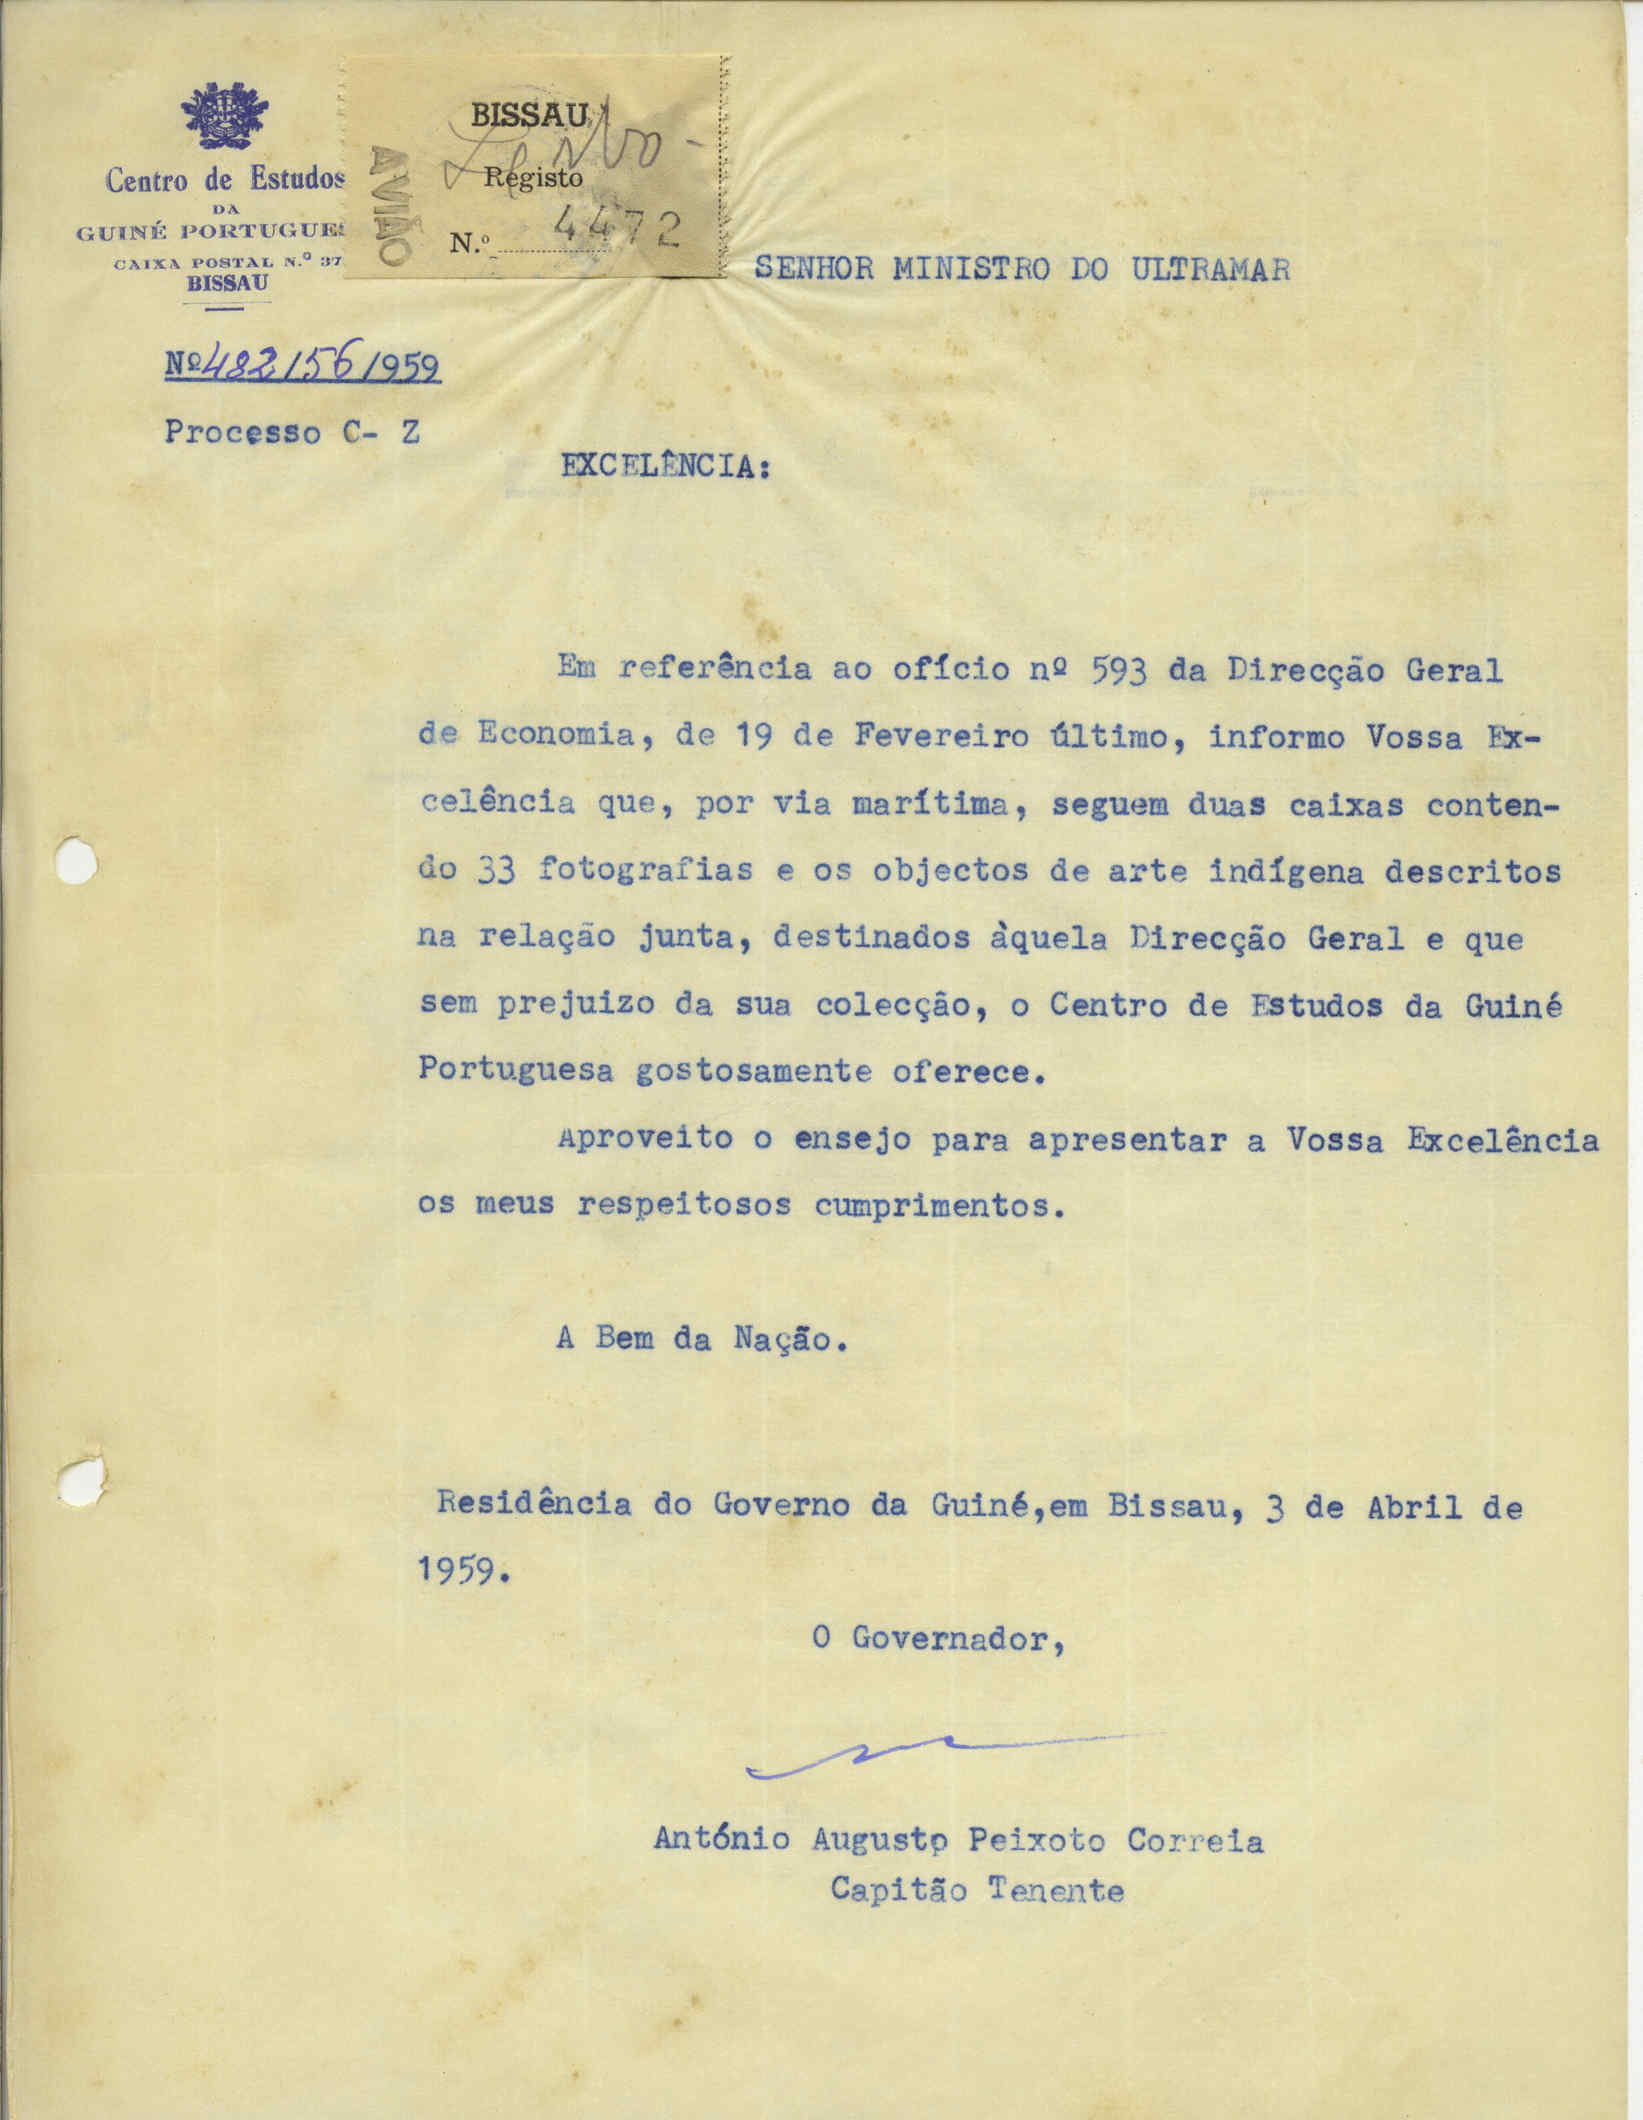 BISSAU
Registo
N.º 4472
AVIÃO
Centro de Estudos
DA
GUINÉ PORTUGUES
CAIXA POSTAL N.º 37
BISSAU
SENHOR MINISTRO DO ULTRAMAR
Nº 482/56/1959
Processo C- Z
EXCELÊNCIA:
Em referência ao ofício nº 593 da Direcção Geral
de Economia, de 19 de Fevereiro último, informo Vossa Ex-
celência que, por via marítima, seguem duas caixas conten-
do 33 fotografias e os objectos de arte indígena descritos
na relação junta, destinados àquela Direcção Geral e que
sem prejuizo da sua colecção, o Centro de Estudos da Guiné
Portuguesa gostosamente oferece.
Aproveito o ensejo para apresentar a Vossa Excelência
os meus respeitosos cumprimentos.
A Bem da Nação.
Residência do Governo da Guiné,em Bissau, 3 de Abril de
1959.
O Governador,
António Augusto Peixoto Correia
Capitão Tenente